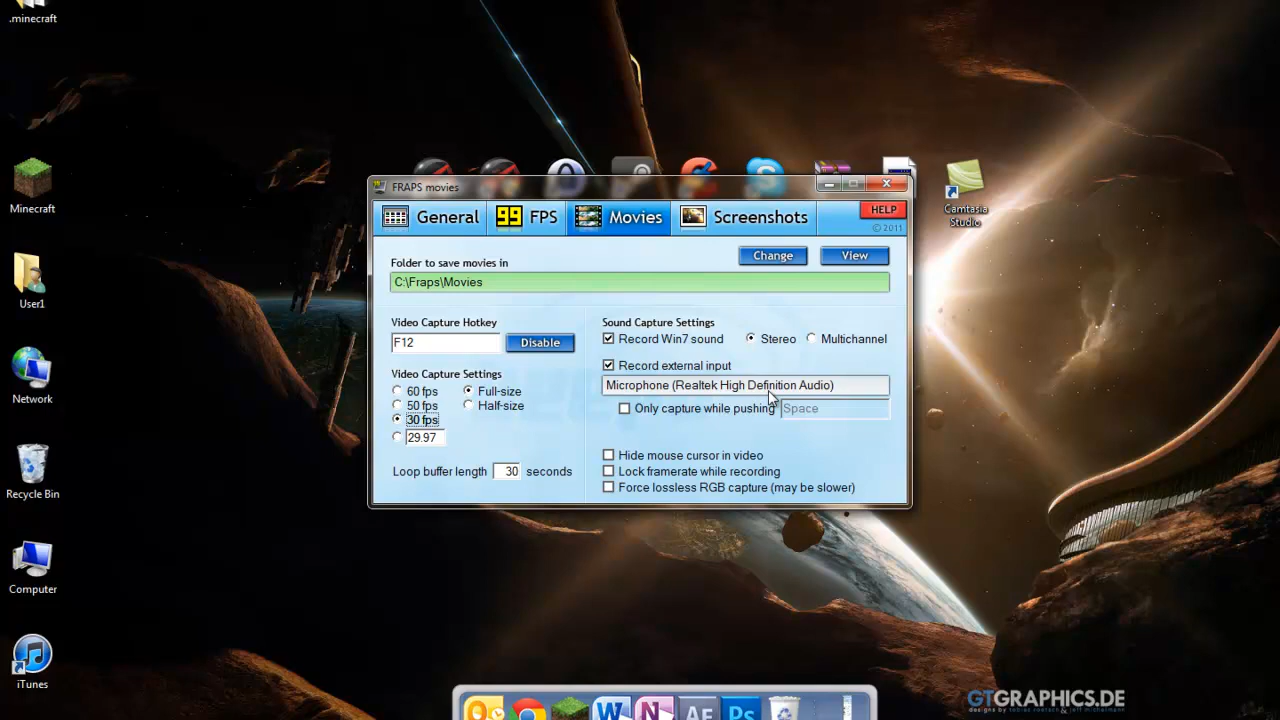 .minecraft
Minecraft
User1
Network
Recycle Bin
Computer
iTunes
Camtasia
Studio
FRAPS movies
General
99 FPS
Movies
Screenshots
HELP
© 2011
Folder to save movies in
Change
View
C:\Fraps\Movies
Video Capture Hotkey
F12
Disable
Video Capture Settings
60 fps
Full-size
50 fps
Half-size
30 fps
29.97
Loop buffer length 30 seconds
Sound Capture Settings
Record Win7 sound
Stereo
Multichannel
Record external input
Microphone (Realtek High Definition Audio)
Only capture while pushing
Space
Hide mouse cursor in video
Lock framerate while recording
Force lossless RGB capture (may be slower)
W
N
AE
Ps
GTGRAPHICS.DE